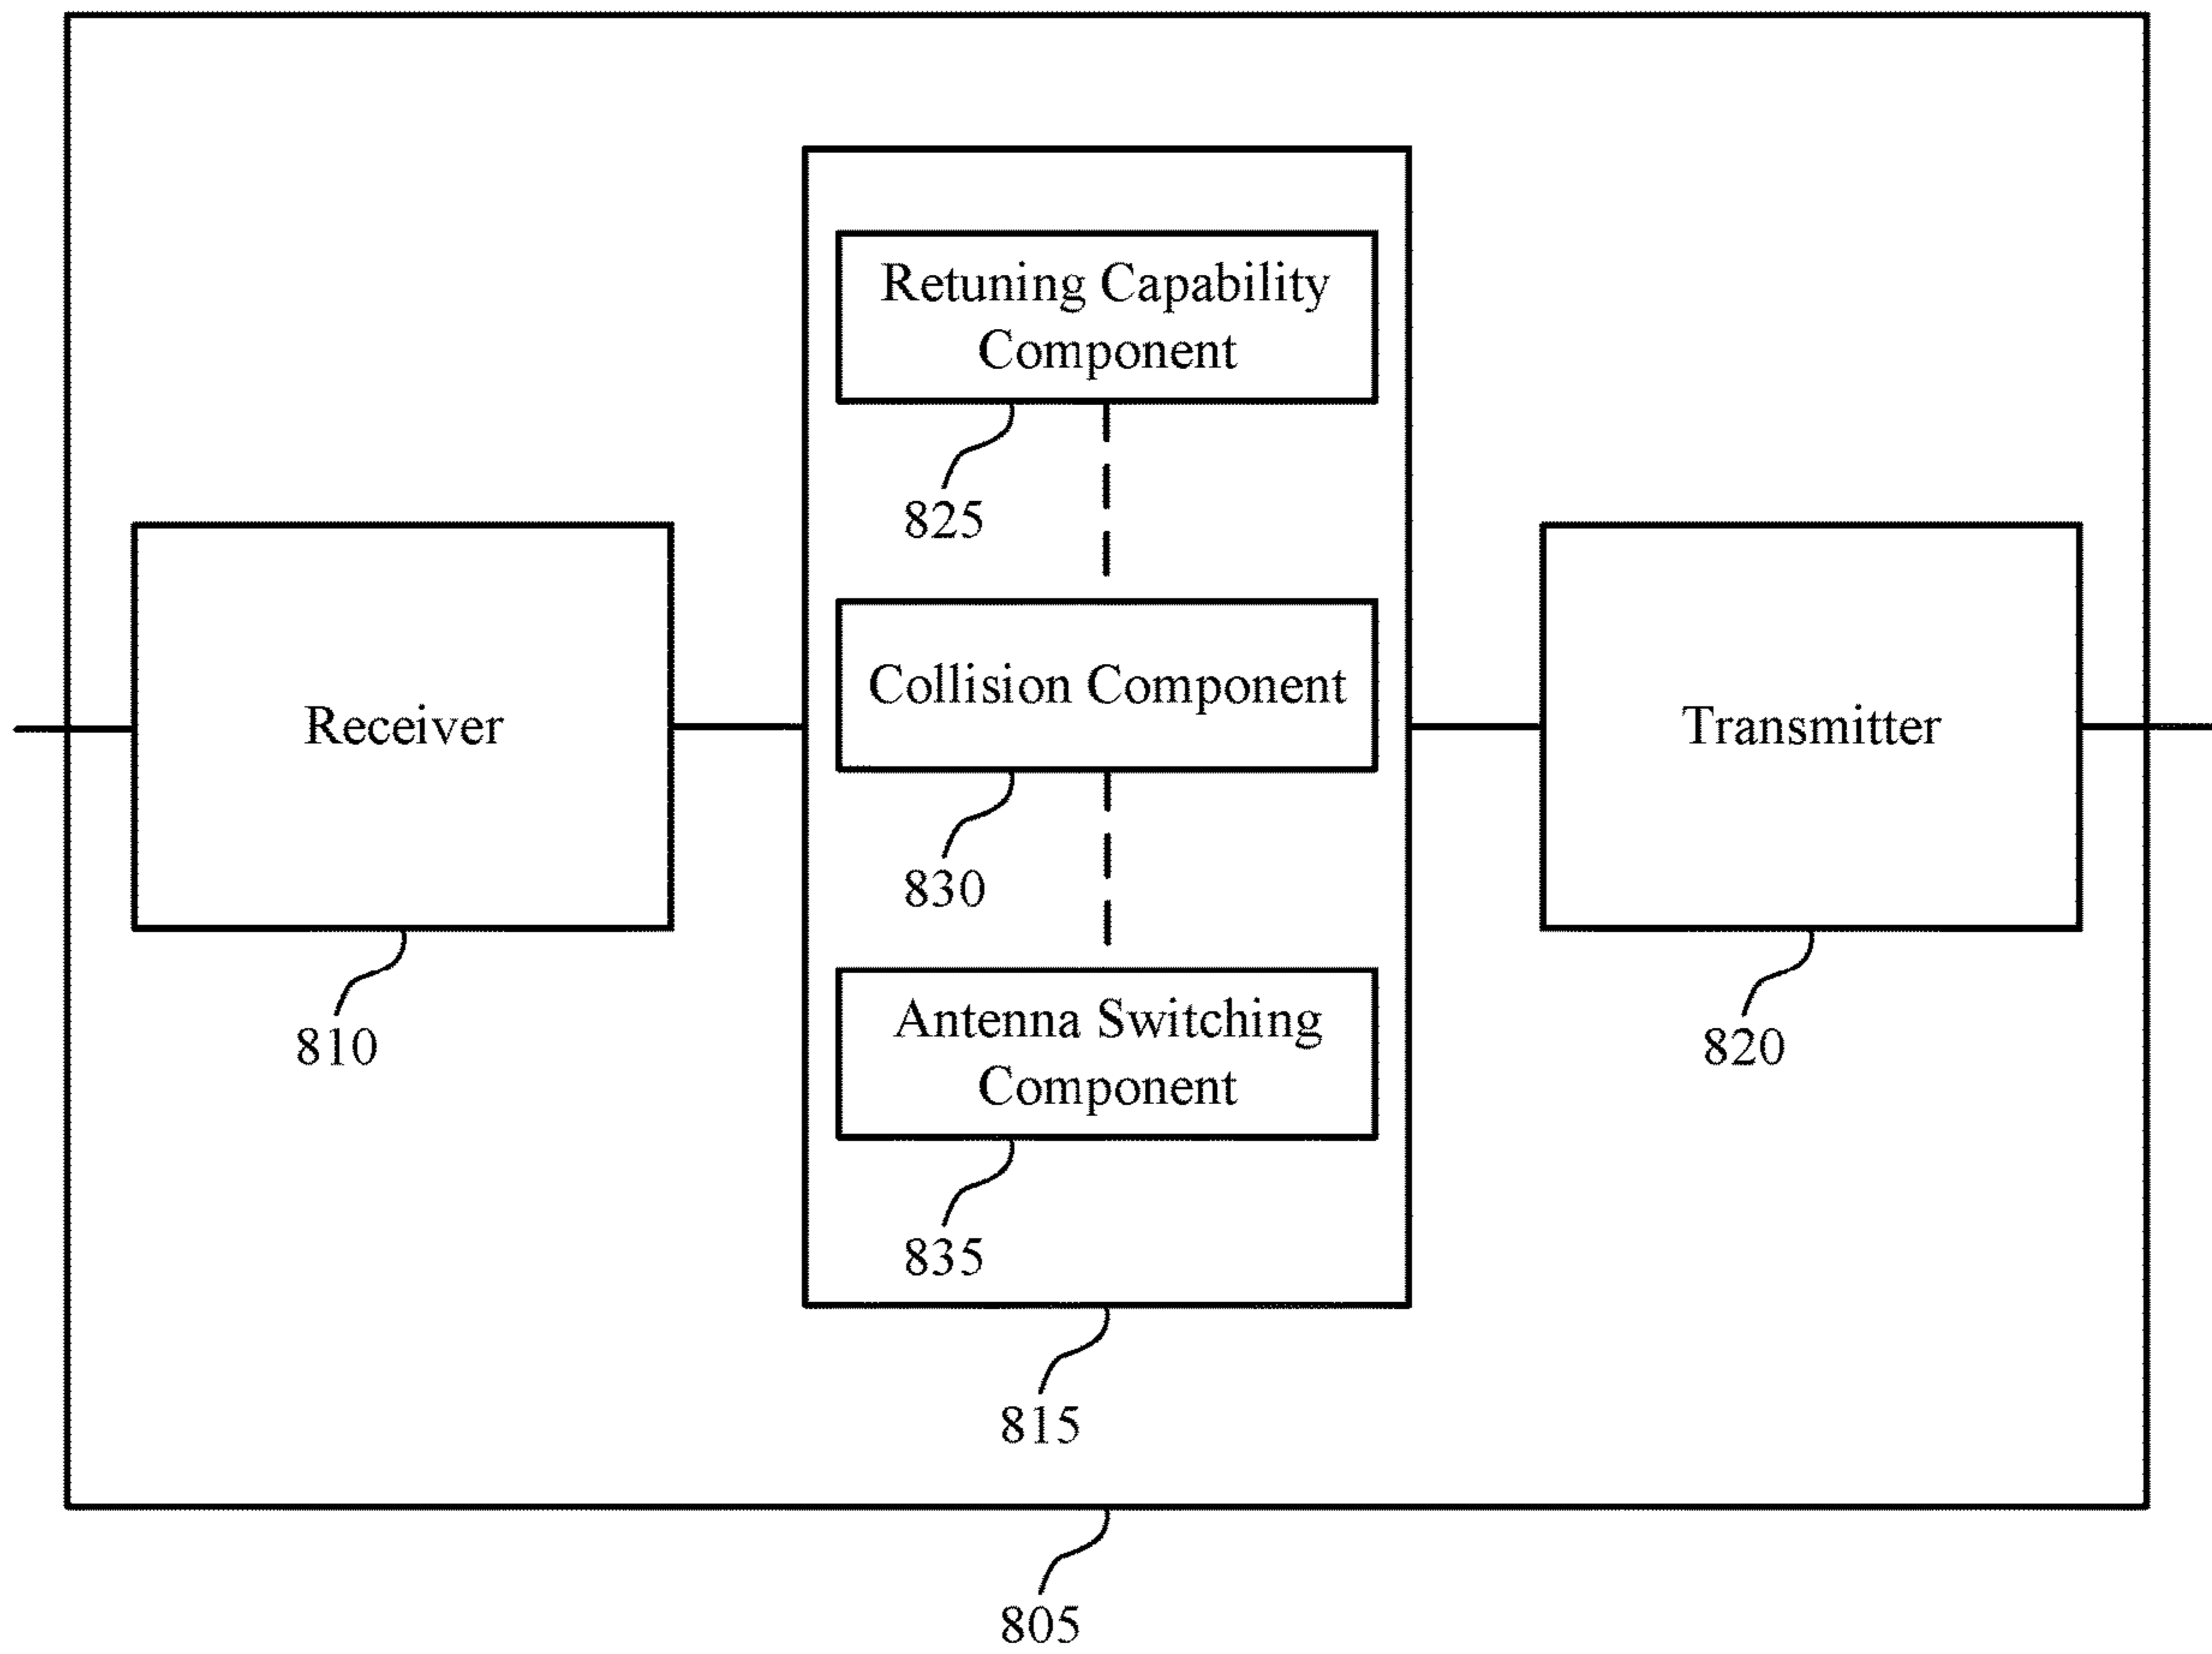 Retuning Capability
Component
825
Receiver
810
Collision Component
830
Transmitter
820
Antenna Switching
Component
835
815
805